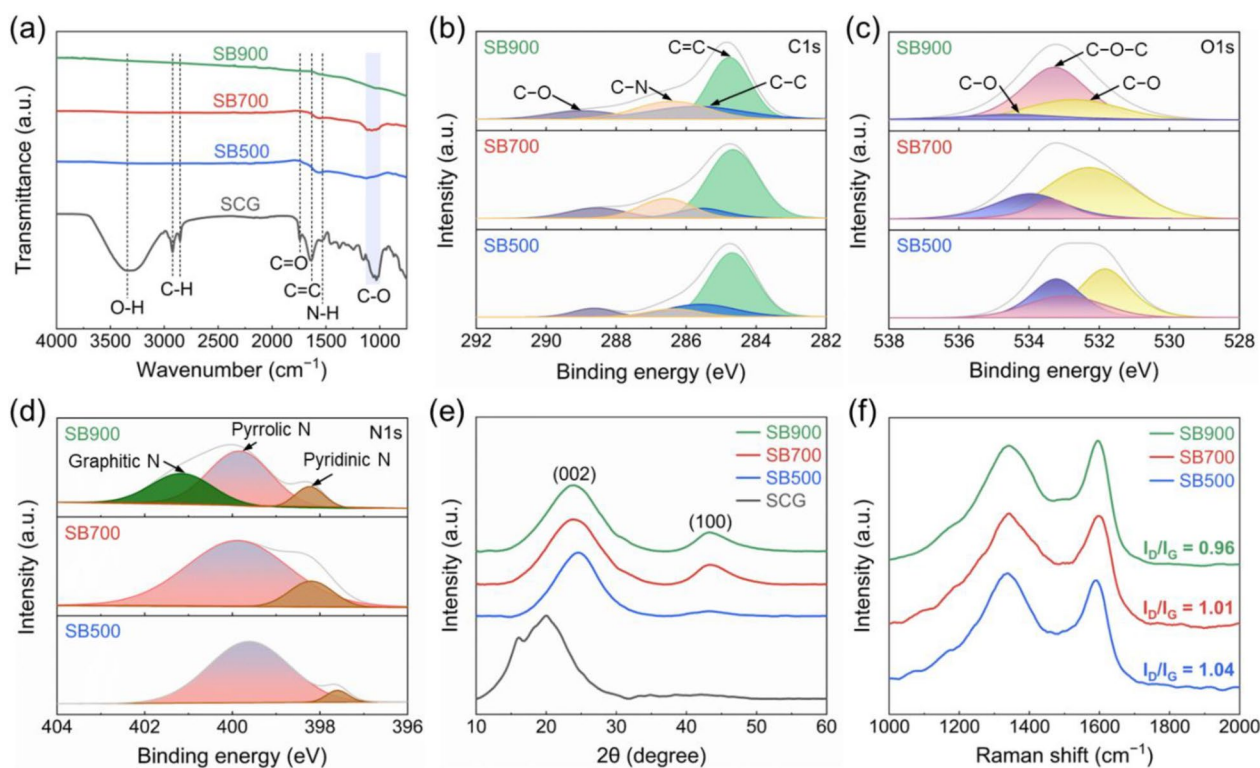 (a)
SB900
SB700
SB500
SCG
O-H
C-H
C=O
C=C
N-H
C-O
Transmittance (a.u.)
4000 3500 3000 2500 2000 1500 1000
Wavenumber (cm⁻¹)
(b)
SB900
C1s
C=C
C–C
C–N
C–O
SB700
SB500
Intensity (a.u.)
292 290 288 286 284 282
Binding energy (eV)
(c)
SB900
O1s
C–O–C
C–O
C–O
SB700
SB500
Intensity (a.u.)
538 536 534 532 530 528
Binding energy (eV)
(d)
SB900
N1s
Pyrrolic N
Graphitic N
Pyridinic N
SB700
SB500
Intensity (a.u.)
404 402 400 398 396
Binding energy (eV)
(e)
SB900
SB700
SB500
SCG
(002)
(100)
Intensity (a.u.)
10 20 30 40 50 60
2θ (degree)
(f)
SB900
SB700
SB500
I_D/I_G = 0.96
I_D/I_G = 1.01
I_D/I_G = 1.04
Intensity (a.u.)
1000 1200 1400 1600 1800 2000
Raman shift (cm⁻¹)